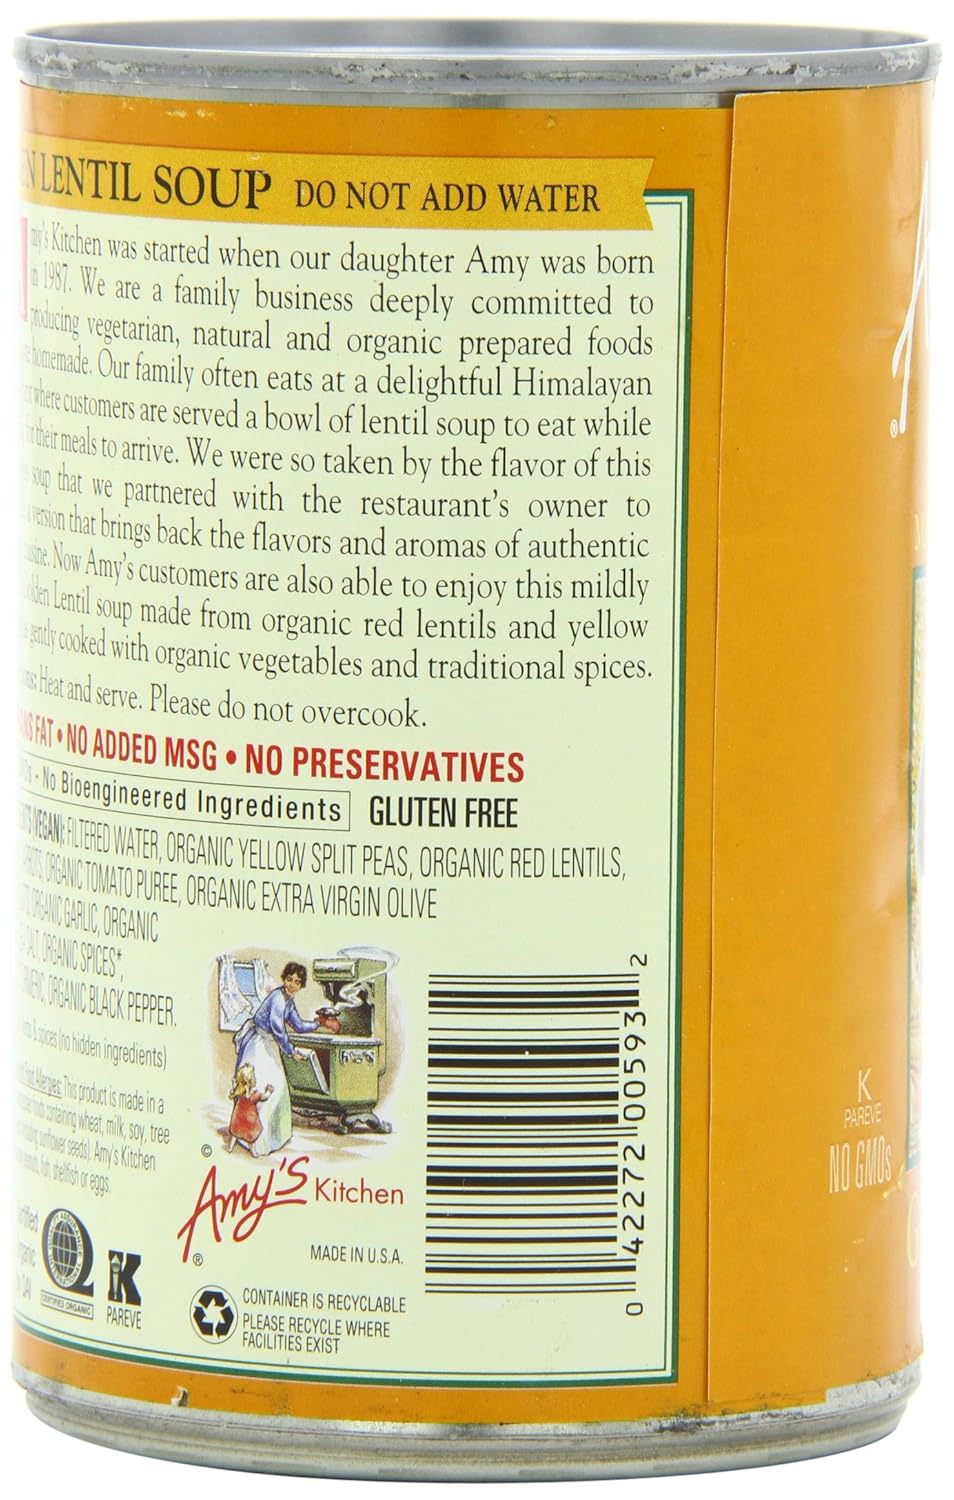 LENTIL SOUP DO NOT ADD WATER
my's Kitchen was started when our daughter Amy was born
in 1987. We are a family business deeply committed to
producing vegetarian, natural and organic prepared foods
homemade. Our family often eats at a delightful Himalayan
where customers are served a bowl of lentil soup to eat while
their meals to arrive. We were so taken by the flavor of this
soup that we partnered with the restaurant's owner to
version that brings back the flavors and aromas of authentic
Now Amy's customers are also able to enjoy this mildly
lden Lentil soup made from organic red lentils and yellow
gently cooked with organic vegetables and traditional spices.
Heat and serve. Please do not overcook.
FAT • NO ADDED MSG • NO PRESERVATIVES
- No Bioengineered Ingredients GLUTEN FREE
(VEGAN): FILTERED WATER, ORGANIC YELLOW SPLIT PEAS, ORGANIC RED LENTILS,
ORGANIC TOMATO PUREE, ORGANIC EXTRA VIRGIN OLIVE
ORGANIC GARLIC, ORGANIC
SALT, ORGANIC SPICES*,
ORGANIC BLACK PEPPER.
& spices (no hidden ingredients)
This product is made in a
foods containing wheat, milk, soy, tree
sunflower seeds). Amy's Kitchen
fish, shellfish or eggs.
© Amy's Kitchen ®
MADE IN U.S.A.
Q
CERTIFIED ORGANIC
K
PAREVE
CONTAINER IS RECYCLABLE
PLEASE RECYCLE WHERE
FACILITIES EXIST
0 42272 00593 2
®
K
PAREVE
NO GMOs